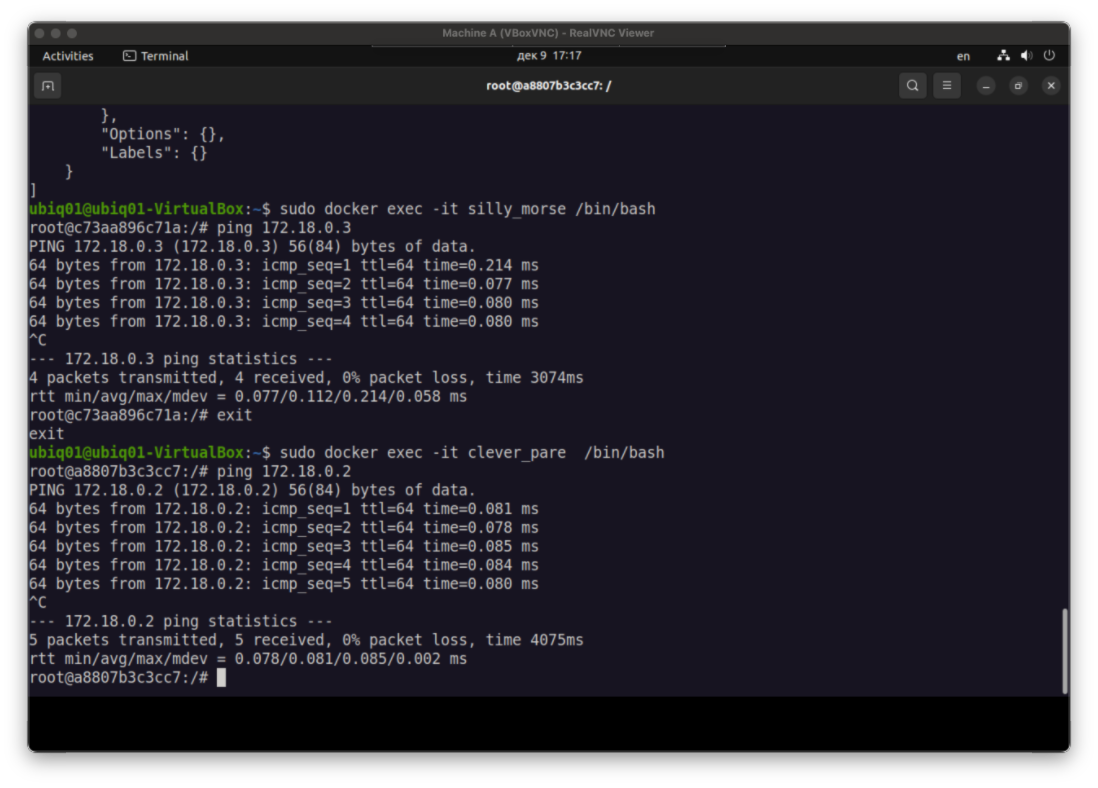 Machine A (VBoxVNC) - RealVNC Viewer
Activities Terminal дек 9 17:17 en
root@a8807b3c3cc7: /
        },
        "Options": {},
        "Labels": {}
    }
]
ubiq01@ubiq01-VirtualBox:~$ sudo docker exec -it silly_morse /bin/bash
root@c73aa896c71a:/# ping 172.18.0.3
PING 172.18.0.3 (172.18.0.3) 56(84) bytes of data.
64 bytes from 172.18.0.3: icmp_seq=1 ttl=64 time=0.214 ms
64 bytes from 172.18.0.3: icmp_seq=2 ttl=64 time=0.077 ms
64 bytes from 172.18.0.3: icmp_seq=3 ttl=64 time=0.080 ms
64 bytes from 172.18.0.3: icmp_seq=4 ttl=64 time=0.080 ms
^C
--- 172.18.0.3 ping statistics ---
4 packets transmitted, 4 received, 0% packet loss, time 3074ms
rtt min/avg/max/mdev = 0.077/0.112/0.214/0.058 ms
root@c73aa896c71a:/# exit
exit
ubiq01@ubiq01-VirtualBox:~$ sudo docker exec -it clever_pare  /bin/bash
root@a8807b3c3cc7:/# ping 172.18.0.2
PING 172.18.0.2 (172.18.0.2) 56(84) bytes of data.
64 bytes from 172.18.0.2: icmp_seq=1 ttl=64 time=0.081 ms
64 bytes from 172.18.0.2: icmp_seq=2 ttl=64 time=0.078 ms
64 bytes from 172.18.0.2: icmp_seq=3 ttl=64 time=0.085 ms
64 bytes from 172.18.0.2: icmp_seq=4 ttl=64 time=0.084 ms
64 bytes from 172.18.0.2: icmp_seq=5 ttl=64 time=0.080 ms
^C
--- 172.18.0.2 ping statistics ---
5 packets transmitted, 5 received, 0% packet loss, time 4075ms
rtt min/avg/max/mdev = 0.078/0.081/0.085/0.002 ms
root@a8807b3c3cc7:/#